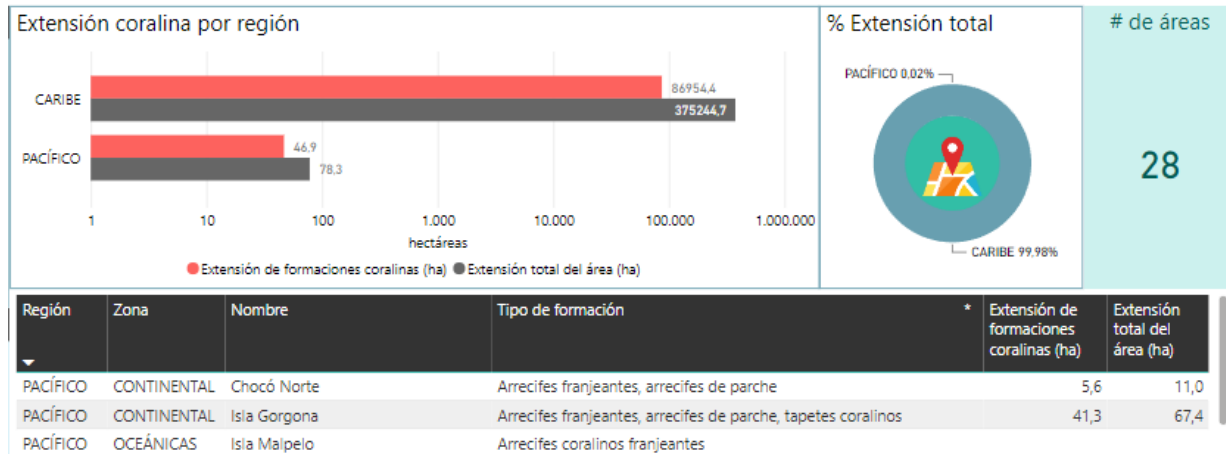 Extensión coralina por región
CARIBE
86954,4
375244,7
PACÍFICO
46,9
78,3
1 10 100 1.000 10.000 100.000 1.000.000
hectáreas
Extensión de formaciones coralinas (ha) Extensión total del área (ha)
% Extensión total
PACÍFICO 0,02%
CARIBE 99,98%
# de áreas
28
Región Zona Nombre Tipo de formación * Extensión de formaciones coralinas (ha) Extensión total del área (ha)
PACÍFICO CONTINENTAL Chocó Norte Arrecifes franjeantes, arrecifes de parche 5,6 11,0
PACÍFICO CONTINENTAL Isla Gorgona Arrecifes franjeantes, arrecifes de parche, tapetes coralinos 41,3 67,4
PACÍFICO OCEÁNICAS Isla Malpelo Arrecifes coralinos franjeantes